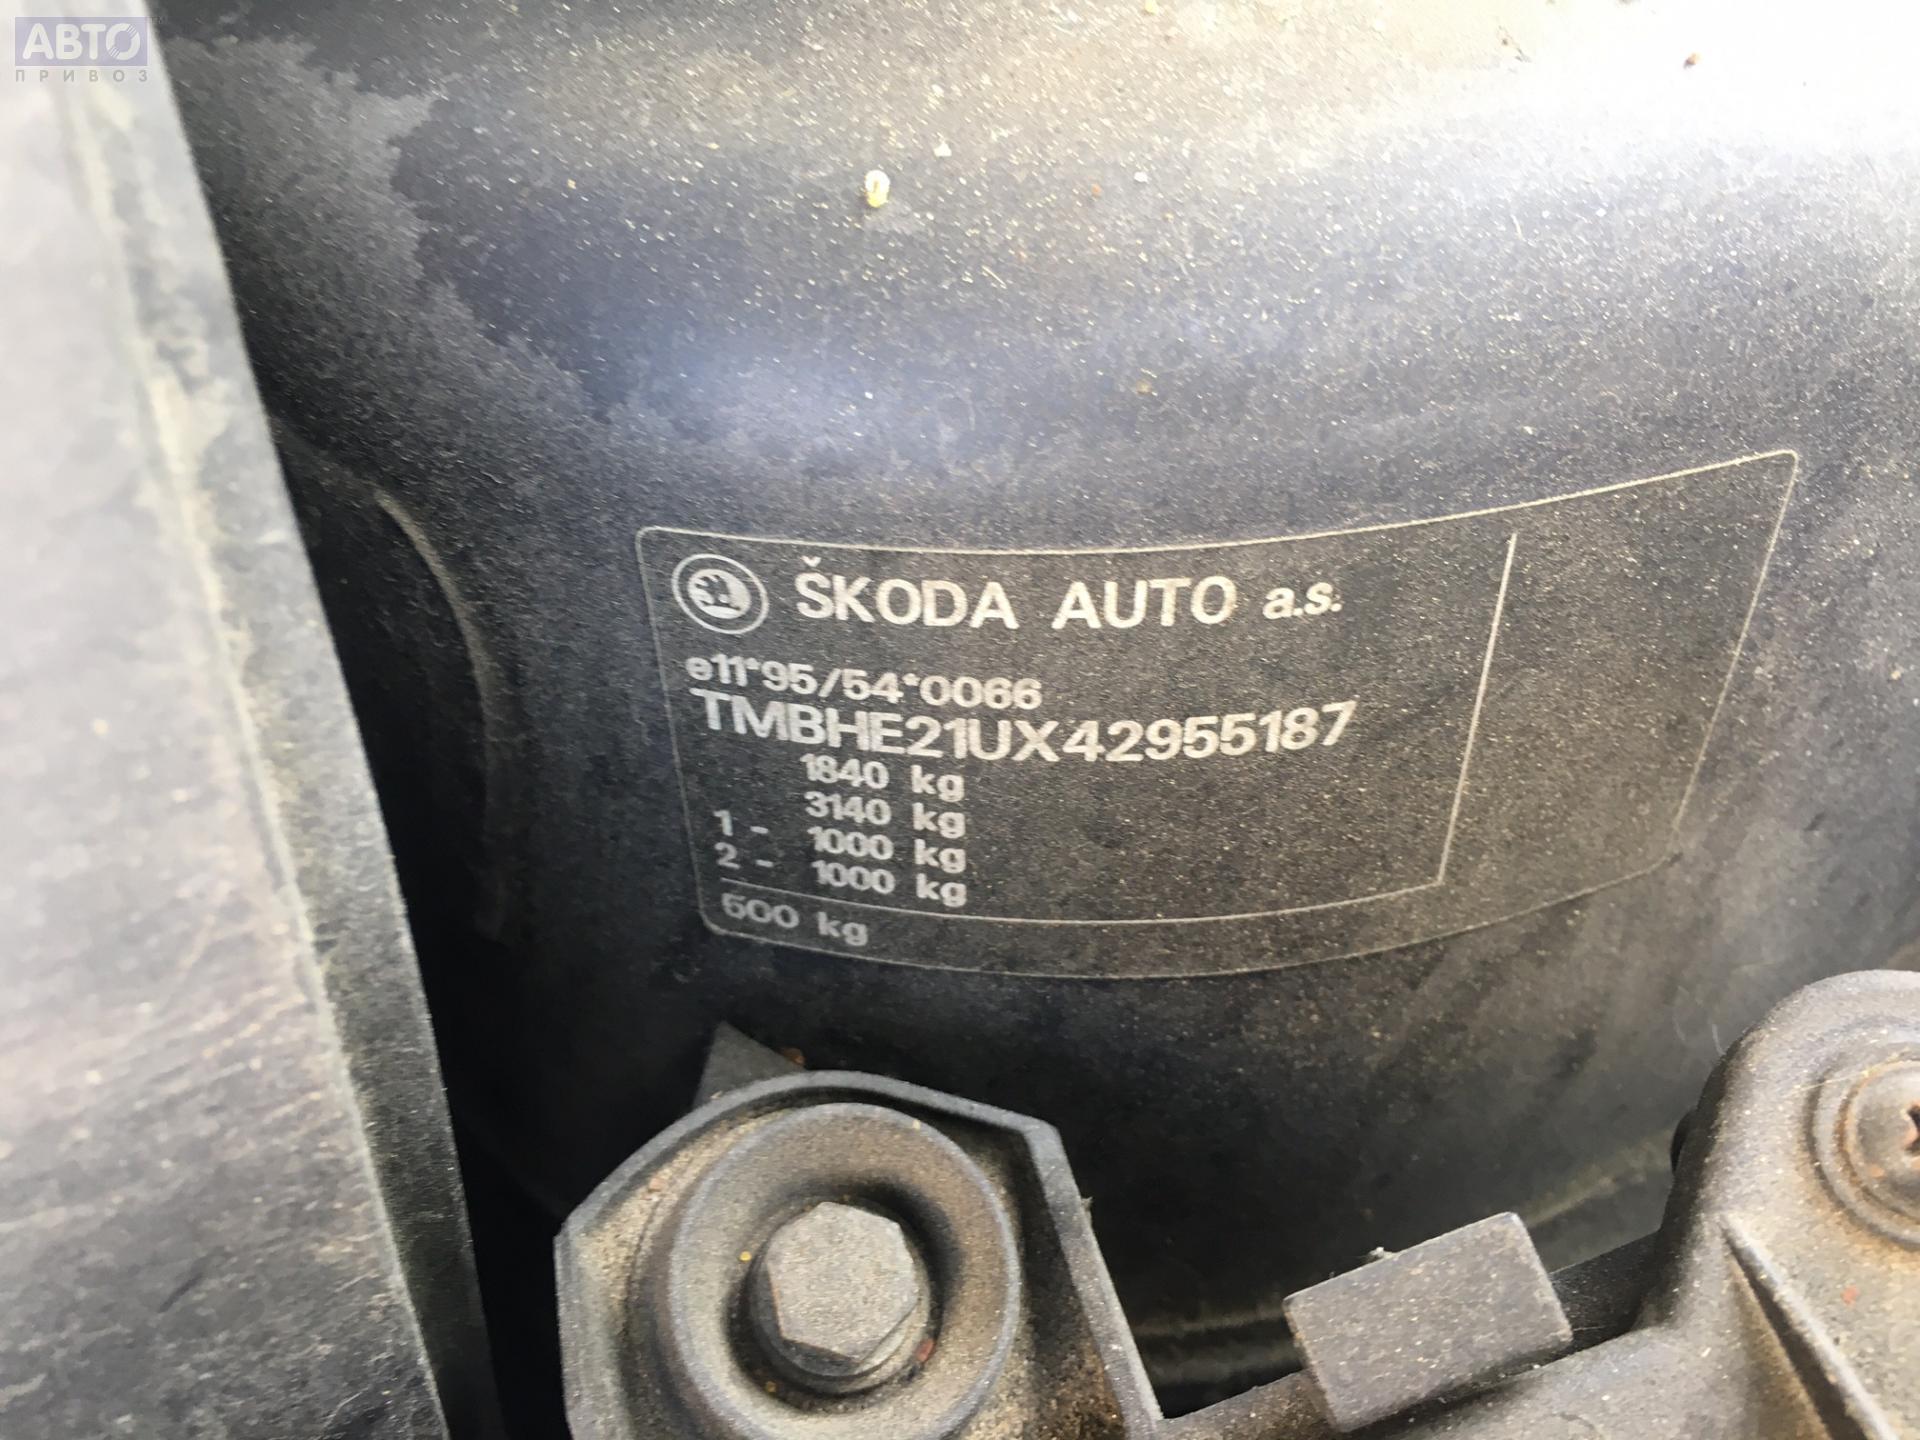 АВТО
ПРИВОЗ
ŠKODA AUTO a.s.
e11*95/54*0066
TMBHE21UX42955187
1840 kg
3140 kg
1 - 1000 kg
2 - 1000 kg
600 kg